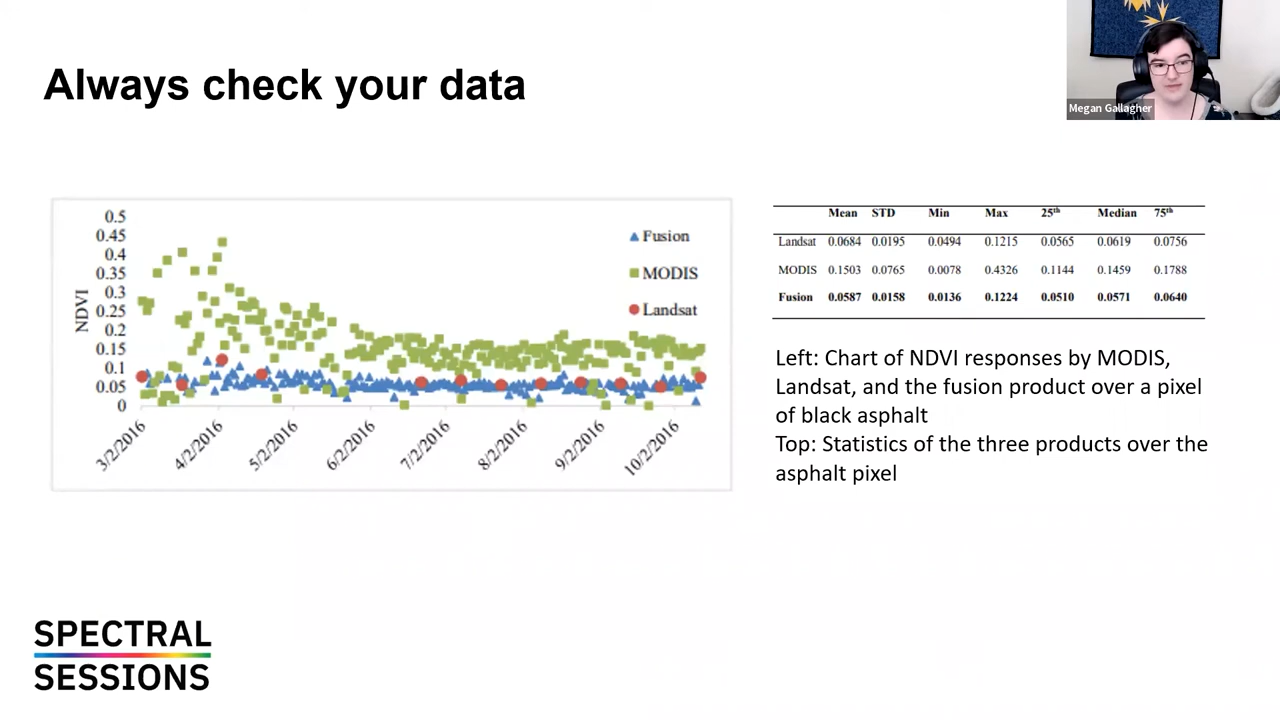 Always check your data
Megan Gallagher
0.5
0.45
0.4
0.35
0.3
0.25
0.2
0.15
0.1
0.05
0
NDVI
Fusion
MODIS
Landsat
3/2/2016
4/2/2016
5/2/2016
6/2/2016
7/2/2016
8/2/2016
9/2/2016
10/2/2016
Mean STD Min Max 25th Median 75th
Landsat 0.0684 0.0195 0.0494 0.1215 0.0565 0.0619 0.0756
MODIS 0.1503 0.0765 0.0078 0.4326 0.1144 0.1459 0.1788
Fusion 0.0587 0.0158 0.0136 0.1224 0.0510 0.0571 0.0640
Left: Chart of NDVI responses by MODIS,
Landsat, and the fusion product over a pixel
of black asphalt
Top: Statistics of the three products over the
asphalt pixel
SPECTRAL
SESSIONS